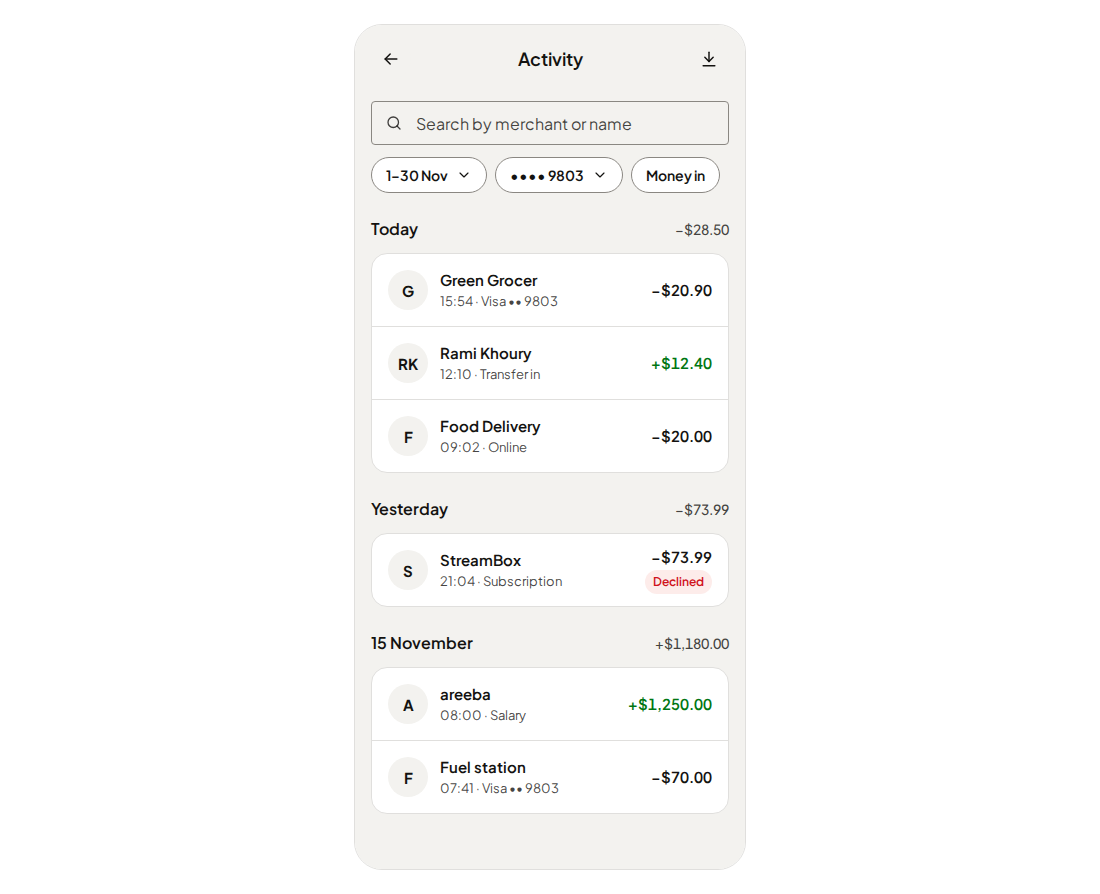 Activity
Search by merchant or name
1–30 Nov
•••• 9803
Money in
Today
−$28.50
G
Green Grocer
−$20.90
15:54 · Visa •• 9803
RK
Rami Khoury
+$12.40
12:10 · Transfer in
F
Food Delivery
−$20.00
09:02 · Online
Yesterday
−$73.99
S
StreamBox
−$73.99
21:04 · Subscription
Declined
15 November
+$1,180.00
A
areeba
+$1,250.00
08:00 · Salary
F
Fuel station
−$70.00
07:41 · Visa •• 9803